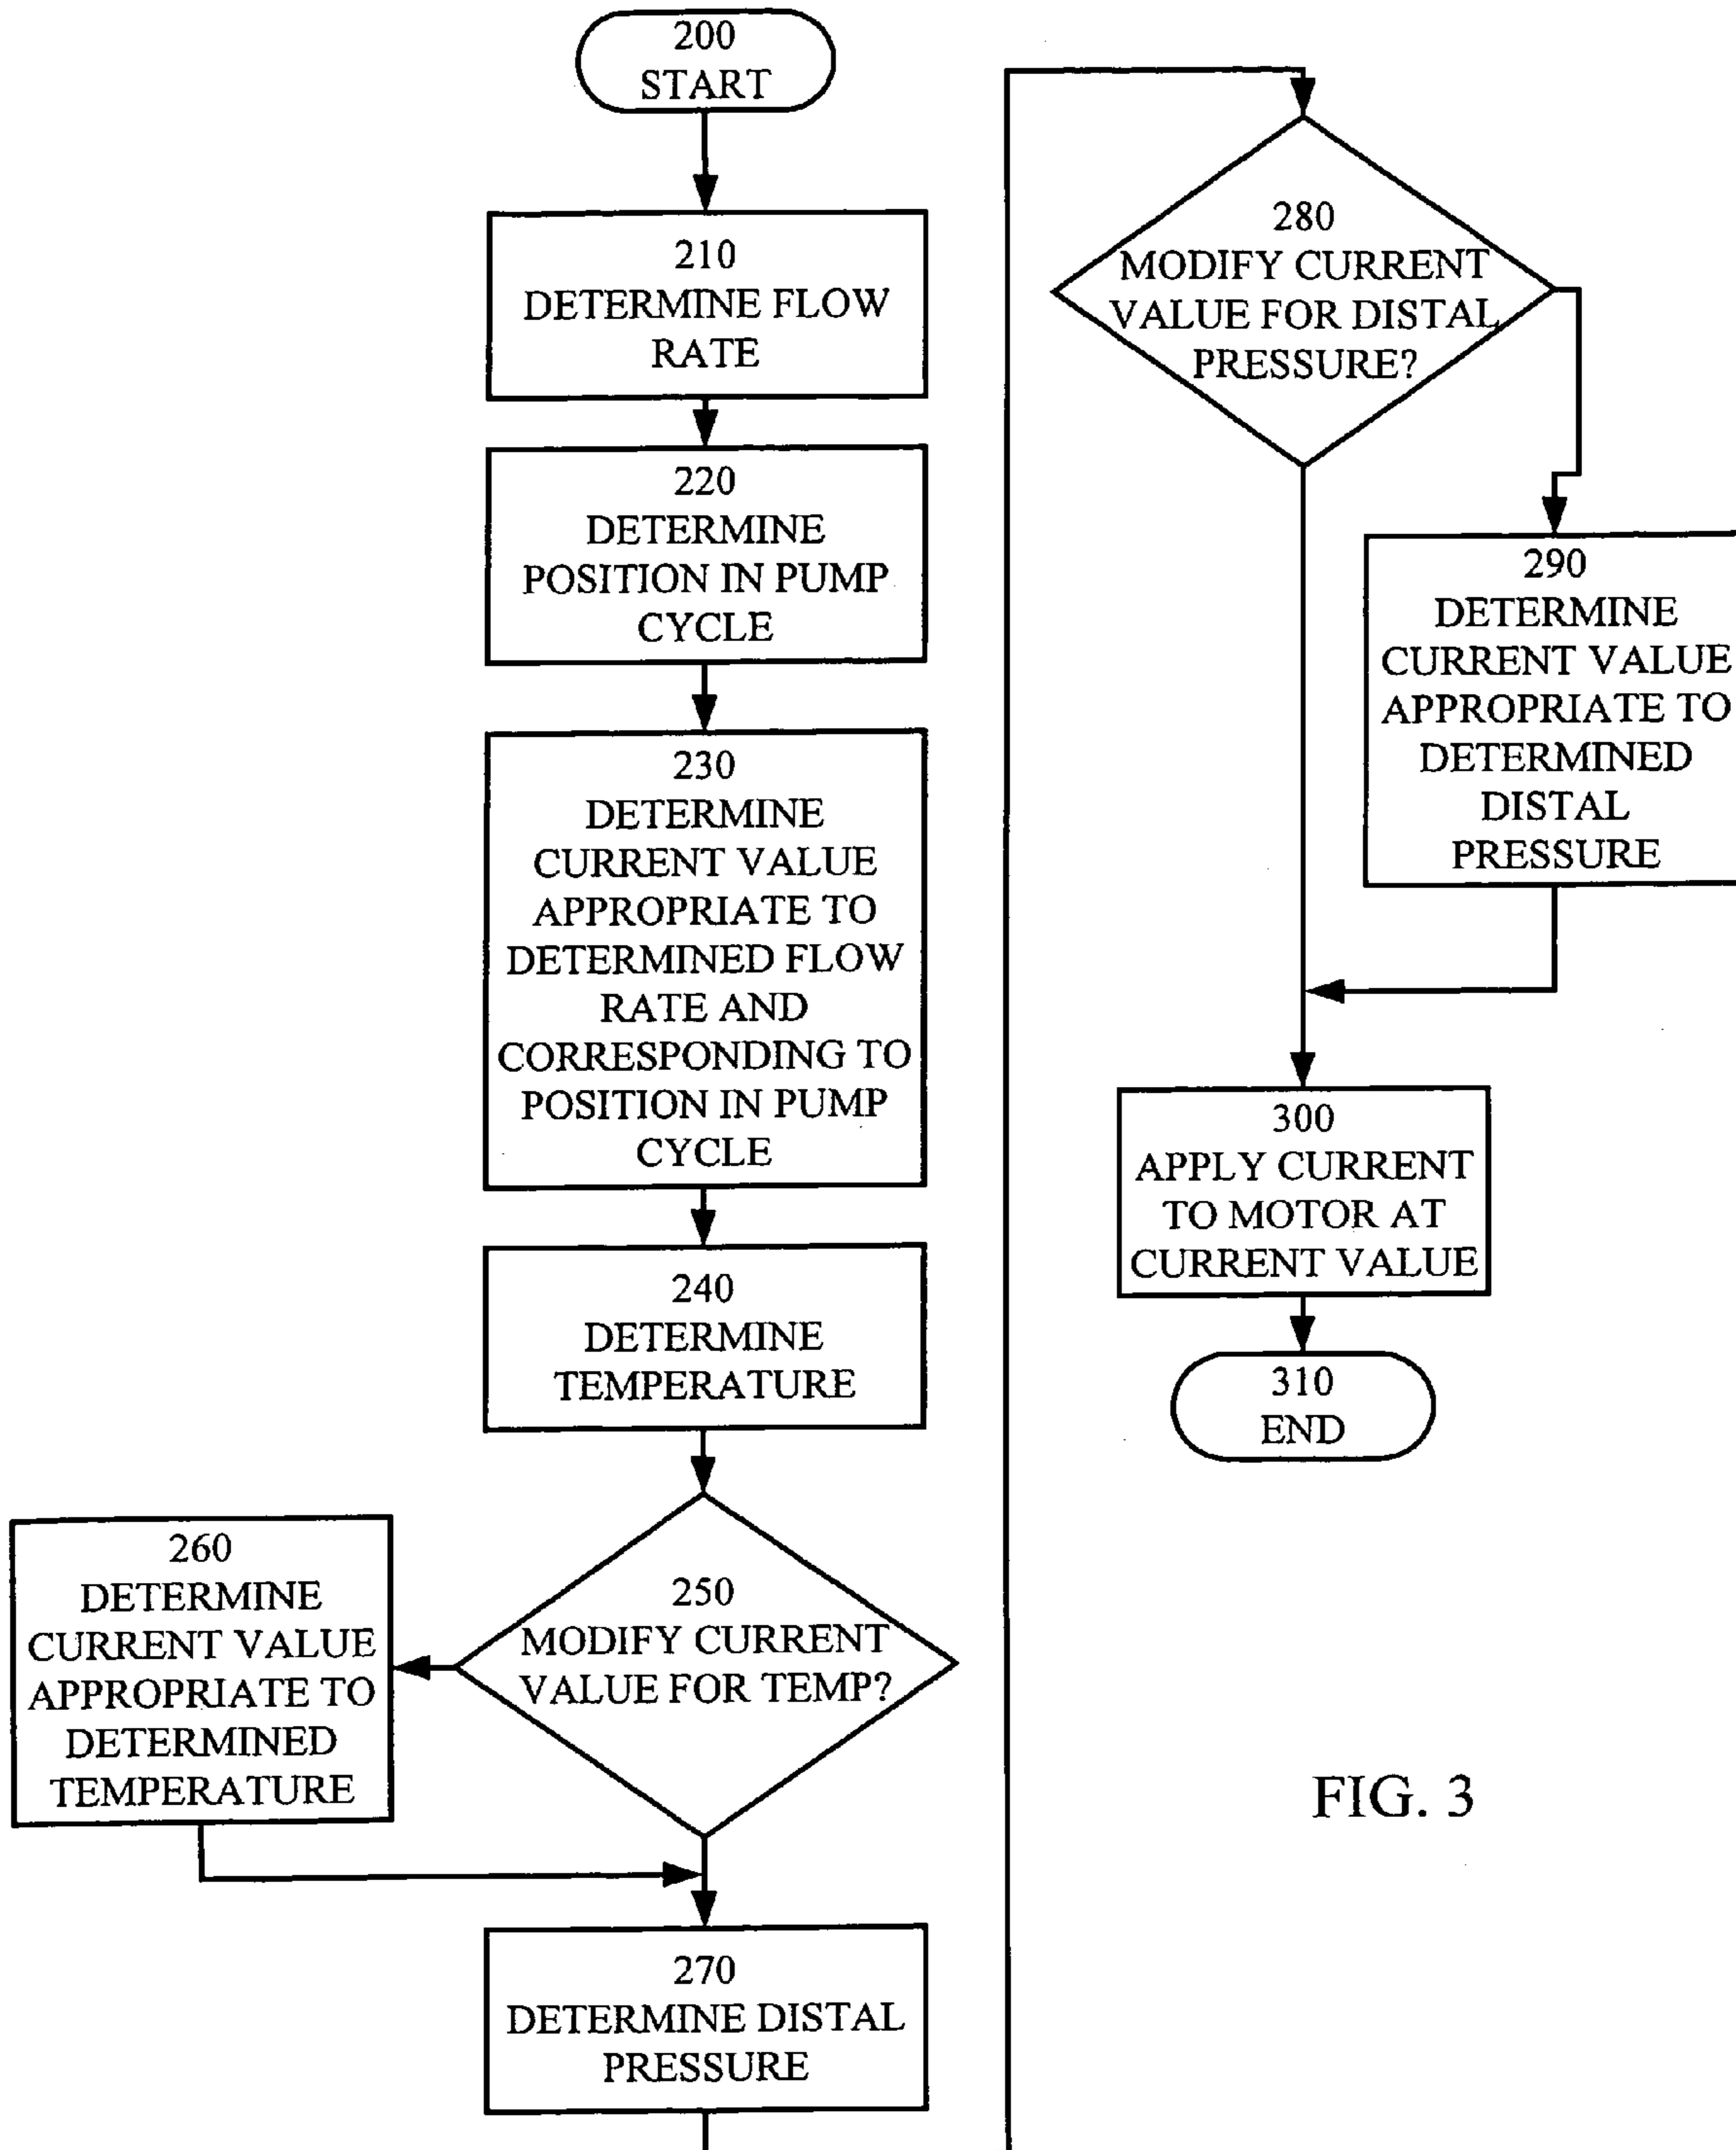 200
START
210
DETERMINE FLOW
RATE
220
DETERMINE
POSITION IN PUMP
CYCLE
230
DETERMINE
CURRENT VALUE
APPROPRIATE TO
DETERMINED FLOW
RATE AND
CORRESPONDING TO
POSITION IN PUMP
CYCLE
240
DETERMINE
TEMPERATURE
250
MODIFY CURRENT
VALUE FOR TEMP?
260
DETERMINE
CURRENT VALUE
APPROPRIATE TO
DETERMINED
TEMPERATURE
270
DETERMINE DISTAL
PRESSURE
280
MODIFY CURRENT
VALUE FOR DISTAL
PRESSURE?
290
DETERMINE
CURRENT VALUE
APPROPRIATE TO
DETERMINED
DISTAL
PRESSURE
300
APPLY CURRENT
TO MOTOR AT
CURRENT VALUE
310
END
FIG. 3